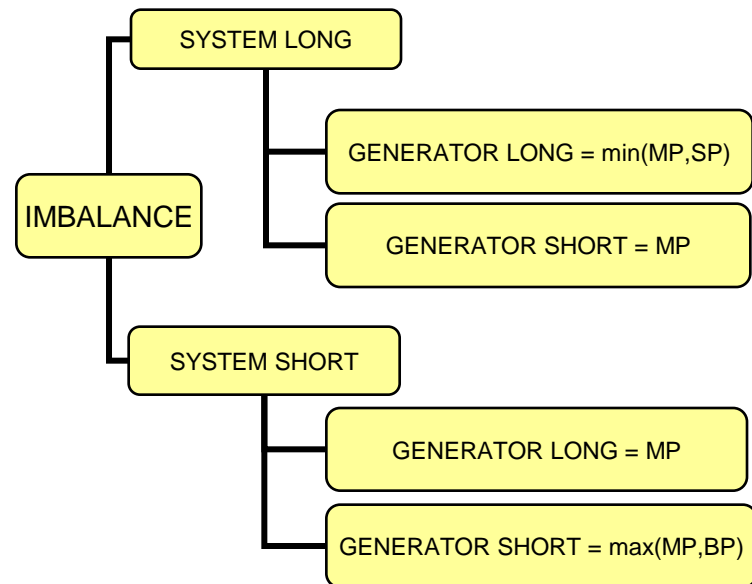 SYSTEM LONG
GENERATOR LONG = min(MP,SP)
IMBALANCE
GENERATOR SHORT = MP
SYSTEM SHORT
GENERATOR LONG = MP
GENERATOR SHORT = max(MP,BP)